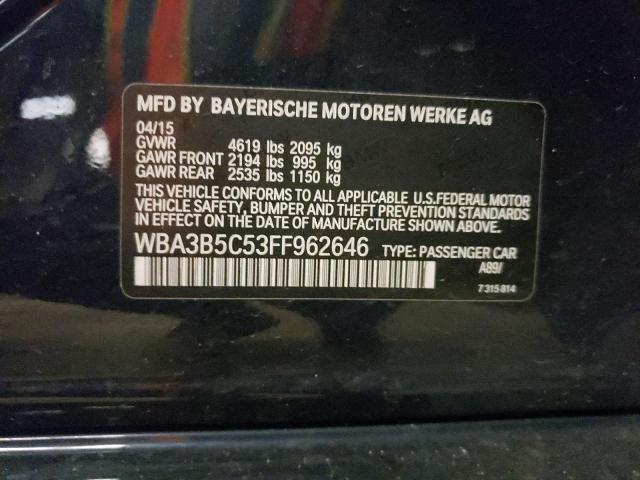 MFD BY BAYERISCHE MOTOREN WERKE AG
04/15
GVWR 4619 lbs 2095 kg
GAWR FRONT 2194 lbs 995 kg
GAWR REAR 2535 lbs 1150 kg
THIS VEHICLE CONFORMS TO ALL APPLICABLE U.S.FEDERAL MOTOR
VEHICLE SAFETY, BUMPER AND THEFT PREVENTION STANDARDS
IN EFFECT ON THE DATE OF MANUFACTURE SHOWN ABOVE.
WBA3B5C53FF962646 TYPE: PASSENGER CAR
A89/
7315814